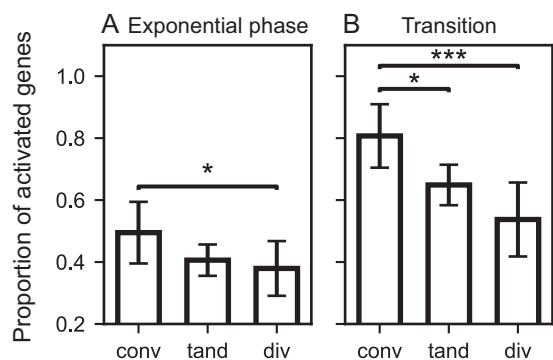 A Exponential phase
B Transition
Proportion of activated genes
1.0
0.8
0.6
0.4
0.2
*
***
*
conv tand div
conv tand div